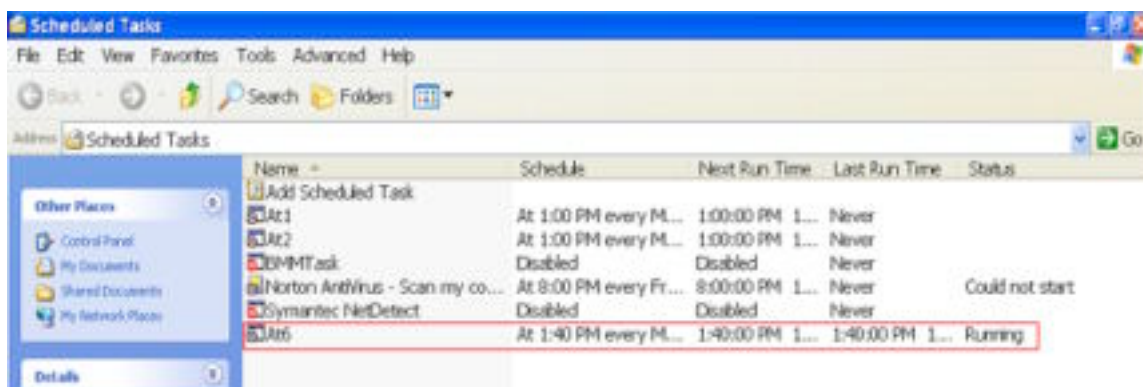 Scheduled Tasks
File Edit View Favorites Tools Advanced Help
Back Search Folders
Address Scheduled Tasks Go
Name Schedule Next Run Time Last Run Time Status
Add Scheduled Task
At1 At 1:00 PM every M... 1:00:00 PM 1... Never
At2 At 1:00 PM every M... 1:00:00 PM 1... Never
BMMTask Disabled Disabled Never
Norton AntiVirus - Scan my co... At 8:00 PM every Fr... 8:00:00 PM 1... Never Could not start
Symantec NetDetect Disabled Disabled Never
At6 At 1:40 PM every M... 1:40:00 PM 1... 1:40:00 PM 1... Running
Other Places
Control Panel
My Documents
Shared Documents
My Network Places
Details